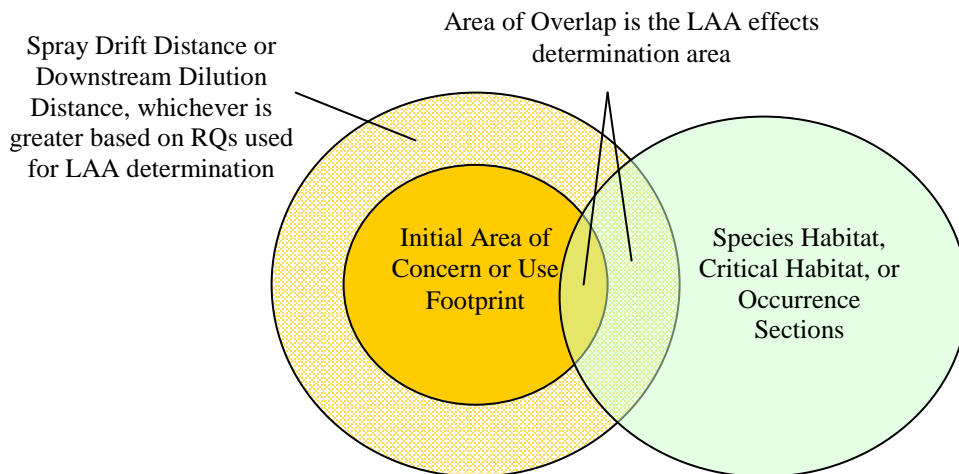 Spray Drift Distance or
Downstream Dilution
Distance, whichever is
greater based on RQs used
for LAA determination
Area of Overlap is the LAA effects
determination area
Initial Area of
Concern or Use
Footprint
Species Habitat,
Critical Habitat, or
Occurrence
Sections